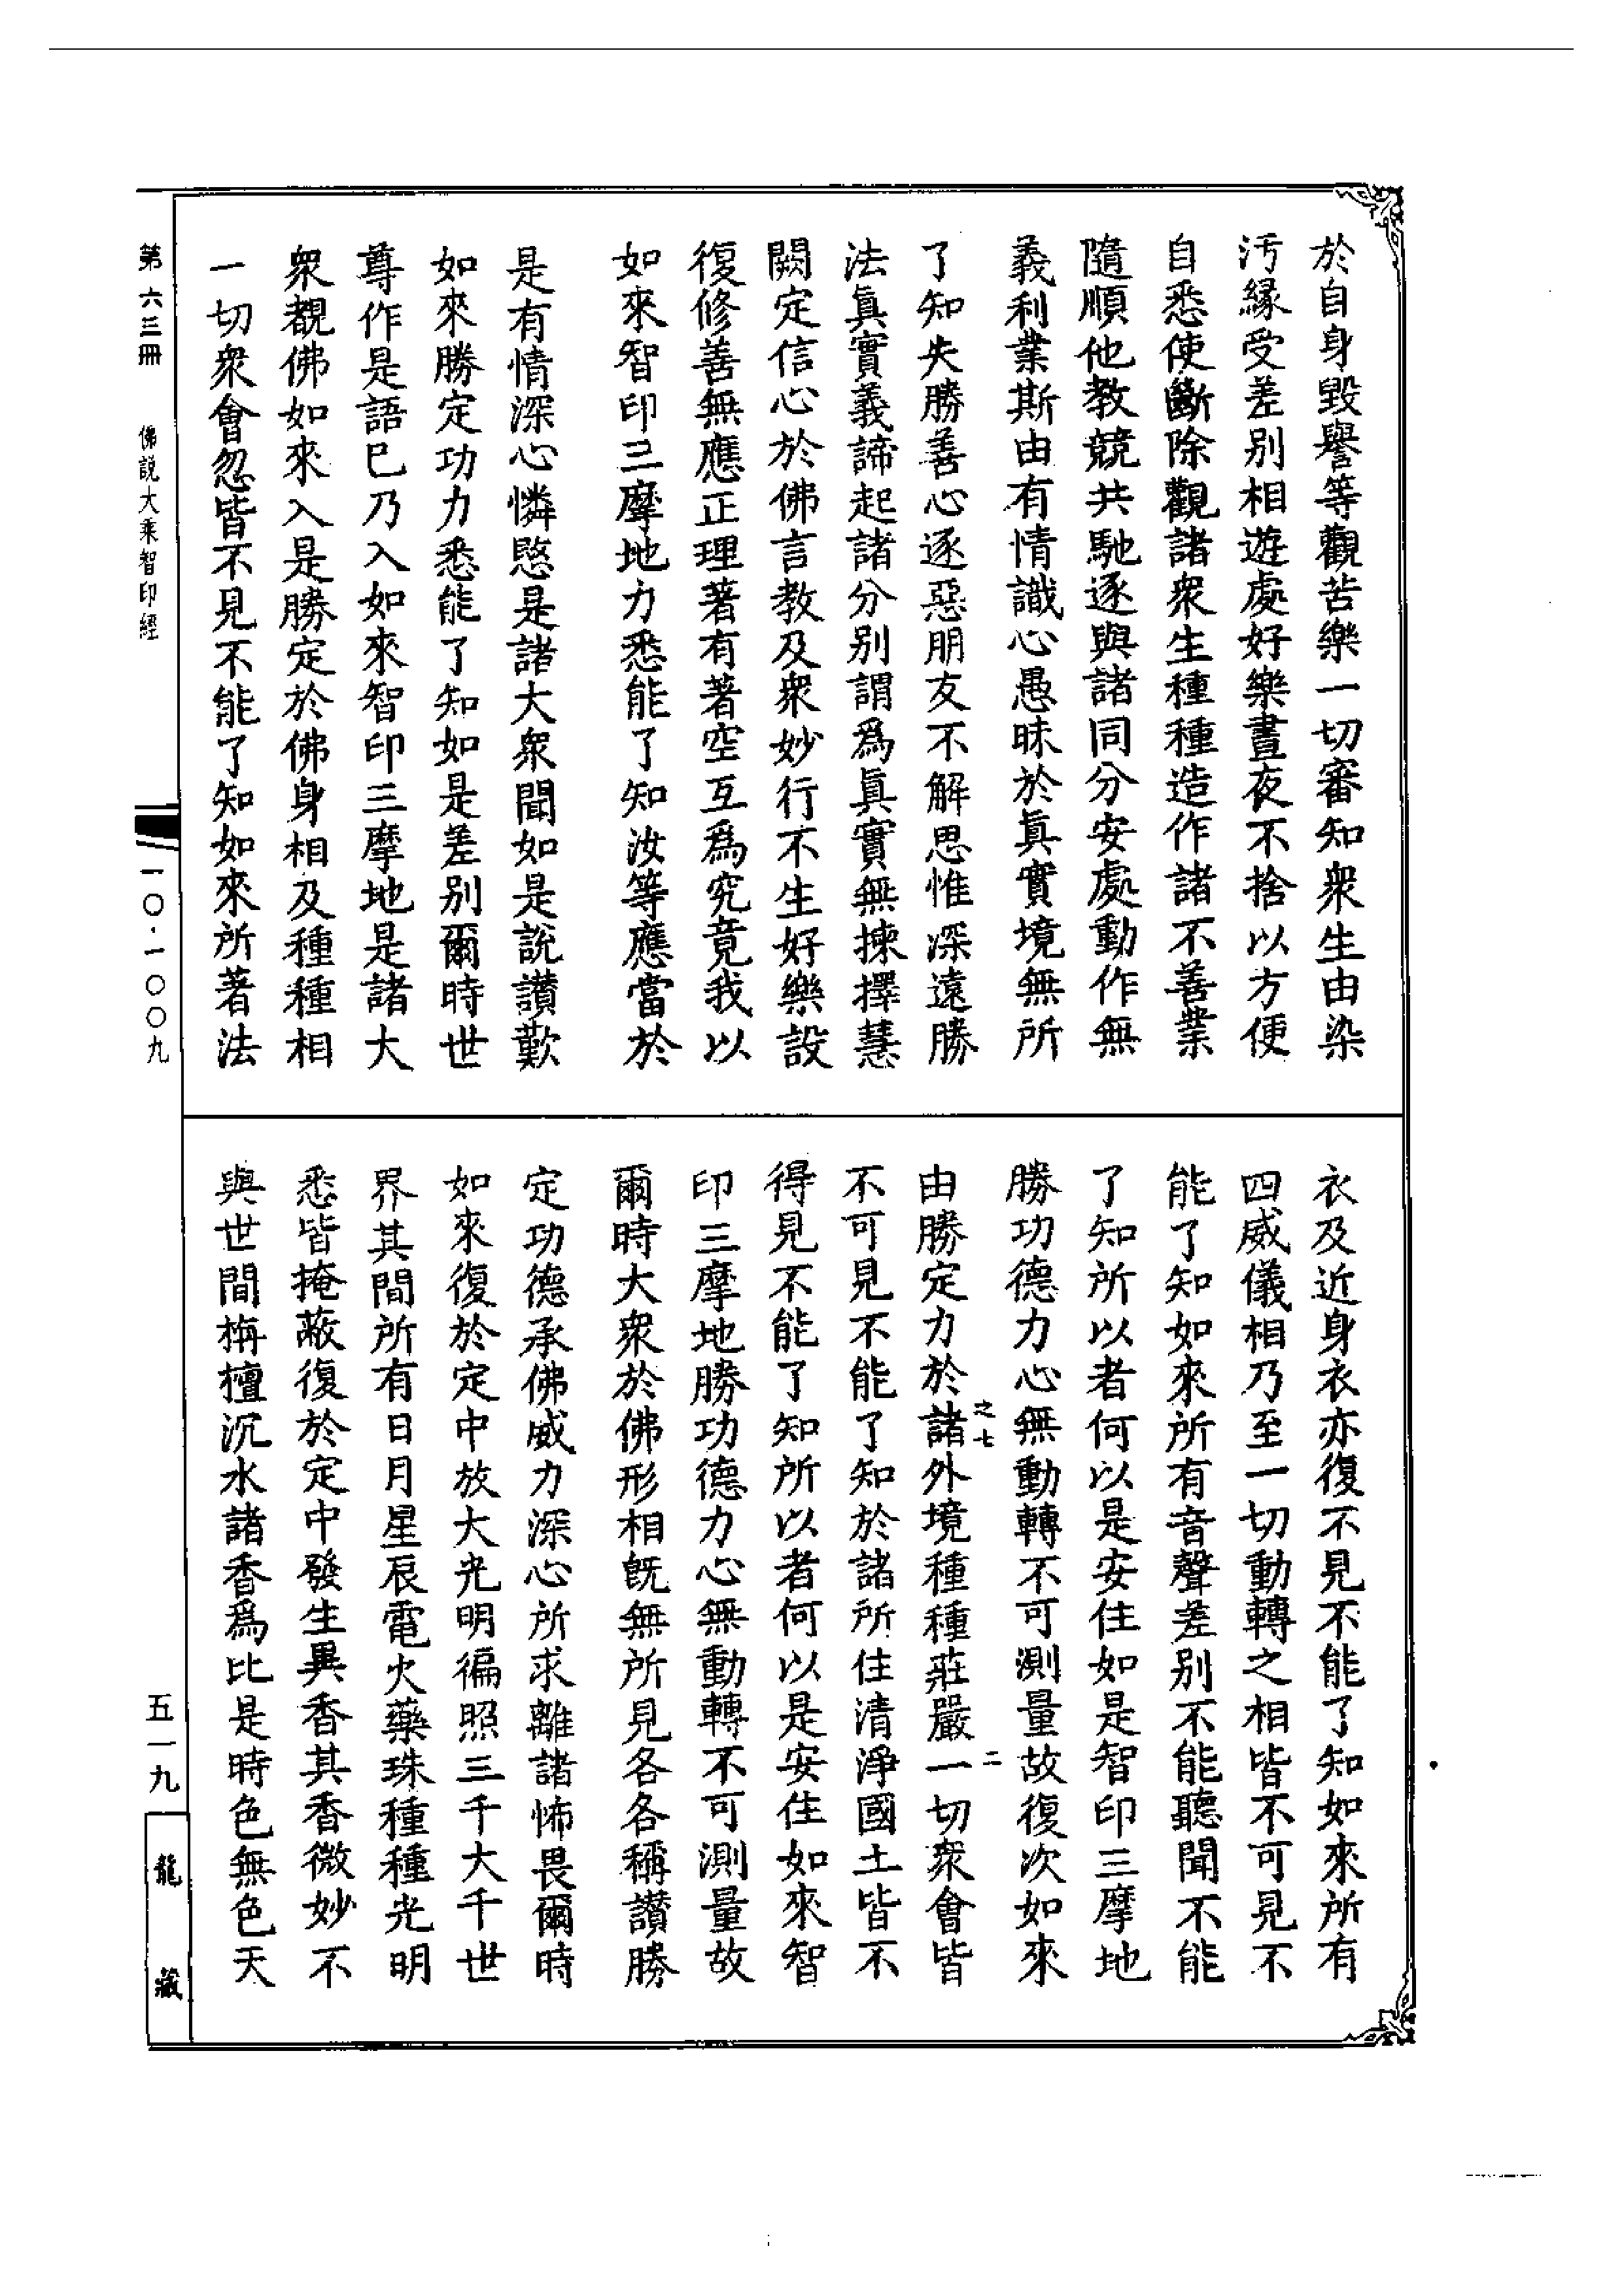 於自身毀譽等觀苦樂一切審知衆生由染
汚緣受差别相遊處好樂晝夜不捨以方便
自悉使斷除觀諸衆生種種造作諸不善業
隨順他教競共馳逐與諸同分安處動作無
義利業斯由有情識心愚昧於眞實境無所
了知失勝善心逐惡朋友不解思惟深遠勝
法眞實義諦起諸分别謂爲眞實無揀擇慧
闕定信心於佛言教及衆妙行不生好樂設
復修善無應正理著有著空互爲究竟我以
如來智印三摩地力悉能了知汝等應當於
是有情深心憐愍是諸大衆聞如是說讚歎
如來勝定功力悉能了知如是差别爾時世
尊作是語已乃入如來智印三摩地是諸大
衆覩佛如來入是勝定於佛身相及種種相
一切衆會忽皆不見不能了知如來所著法
衣及近身衣亦復不見不能了知如來所有
四威儀相乃至一切動轉之相皆不可見不
能了知如來所有音聲差别不能聽聞不能
了知所以者何以是安住如是智印三摩地
勝功德力心無動轉不可測量故復次如來
由勝定力於諸外境種種莊嚴一切衆會皆
之七
二
不可見不能了知於諸所住清淨國土皆不
得見不能了知所以者何以是安住如來智
印三摩地勝功德力心無動轉不可測量故
爾時大衆於佛形相旣無所見各各稱讚勝
定功德承佛威力深心所求離諸怖畏爾時
如來復於定中放大光明徧照三千大千世
界其間所有日月星辰電火藥珠種種光明
悉皆掩蔽復於定中發生異香其香微妙不
與世間栴檀沉水諸香爲比是時色無色天
第六三冊
佛説大乘智印經
一〇·一〇〇九
五一九
龍藏